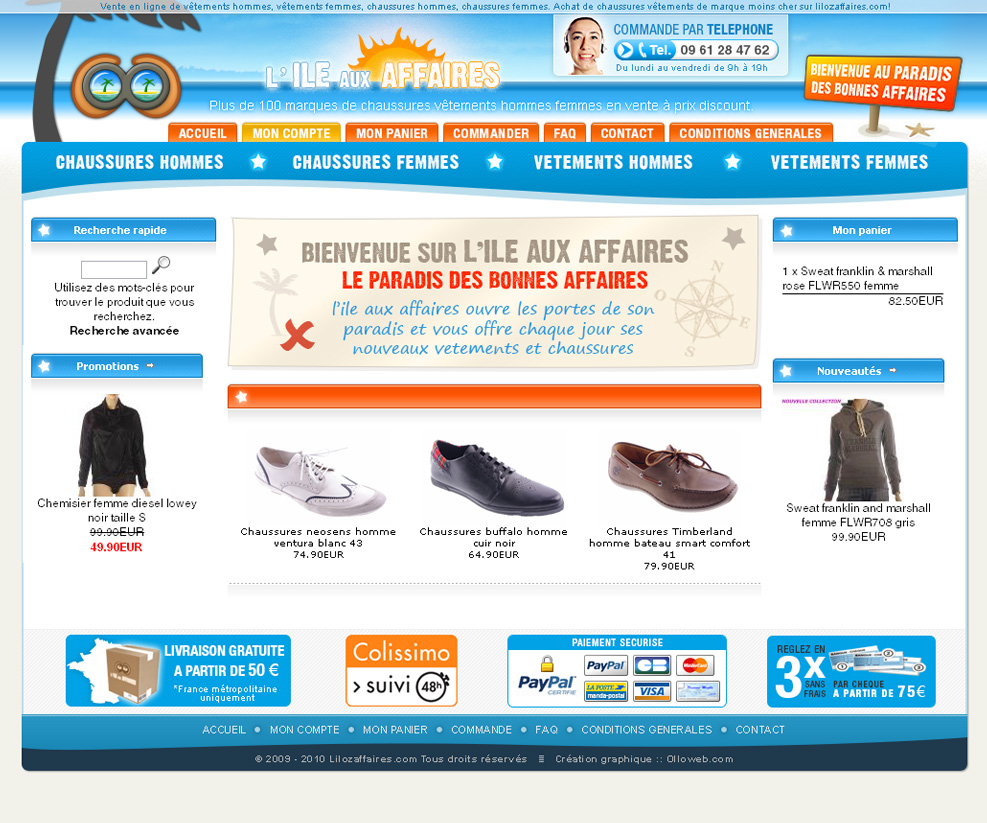 Vente en ligne de vêtements hommes, vêtements femmes, chaussures hommes, chaussures femmes. Achat de chaussures vêtements de marque moins cher sur lilozaffaires.com!
COMMANDE PAR TELEPHONE
Tel. 09 61 28 47 62
Du lundi au vendredi de 9h à 19h
L'ILE AUX AFFAIRES
BIENVENUE AU PARADIS
DES BONNES AFFAIRES
Plus de 100 marques de chaussures vêtements hommes femmes en vente à prix discount.
ACCUEIL MON COMPTE MON PANIER COMMANDER FAQ CONTACT CONDITIONS GENERALES
CHAUSSURES HOMMES CHAUSSURES FEMMES VETEMENTS HOMMES VETEMENTS FEMMES
Recherche rapide
Utilisez des mots-clés pour
trouver le produit que vous
recherchez.
Recherche avancée
Promotions
Chemisier femme diesel lowey
noir taille S
99.90EUR
49.90EUR
BIENVENUE SUR L'ILE AUX AFFAIRES
LE PARADIS DES BONNES AFFAIRES
l'ile aux affaires ouvre les portes de son
paradis et vous offre chaque jour ses
nouveaux vetements et chaussures
N
O
E
S
Chaussures neosens homme
ventura blanc 43
74.90EUR
Chaussures buffalo homme
cuir noir
64.90EUR
Chaussures Timberland
homme bateau smart comfort
41
79.90EUR
Mon panier
1 x Sweat franklin & marshall
rose FLWR550 femme
82.50EUR
Nouveautés
NOUVELLE COLLECTION
Sweat franklin and marshall
femme FLWR708 gris
99.90EUR
LIVRAISON GRATUITE
A PARTIR DE 50 €
*France métropolitaine
uniquement
Colissimo
suivi 48h
PAIEMENT SECURISE
PayPal
CERTIFIÉ
PayPal CB MasterCard
LA POSTE
mandat-postal
VISA
REGLEZ EN
3X SANS
FRAIS
PAR CHEQUE
A PARTIR DE 75€
ACCUEIL MON COMPTE MON PANIER COMMANDE FAQ CONDITIONS GENERALES CONTACT
© 2009 - 2010 Lilozaffaires.com Tous droits réservés Création graphique :: Olloweb.com